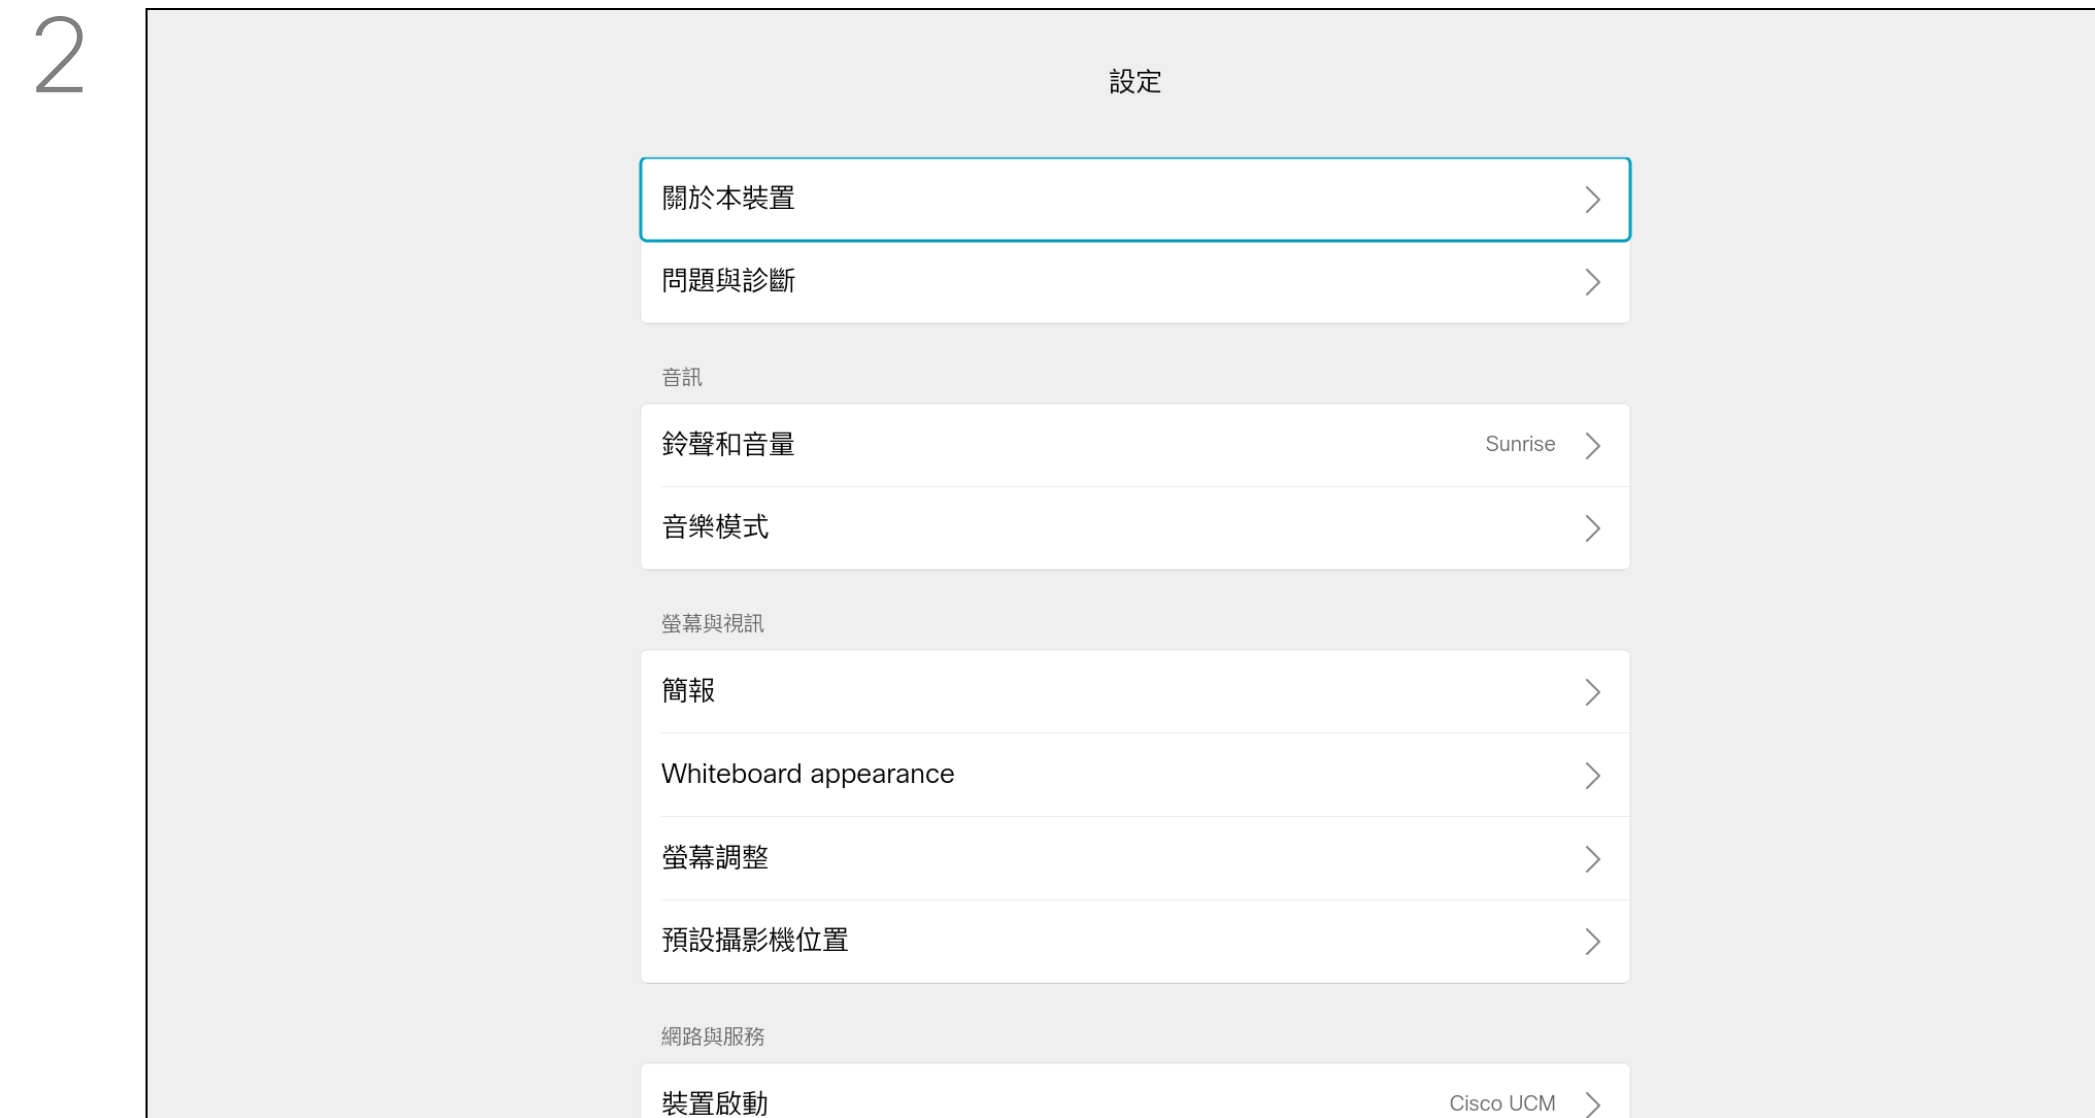 2
設定
關於本裝置
問題與診斷
音訊
鈴聲和音量 Sunrise
音樂模式
螢幕與視訊
簡報
Whiteboard appearance
螢幕調整
預設攝影機位置
網路與服務
裝置啟動 Cisco UCM